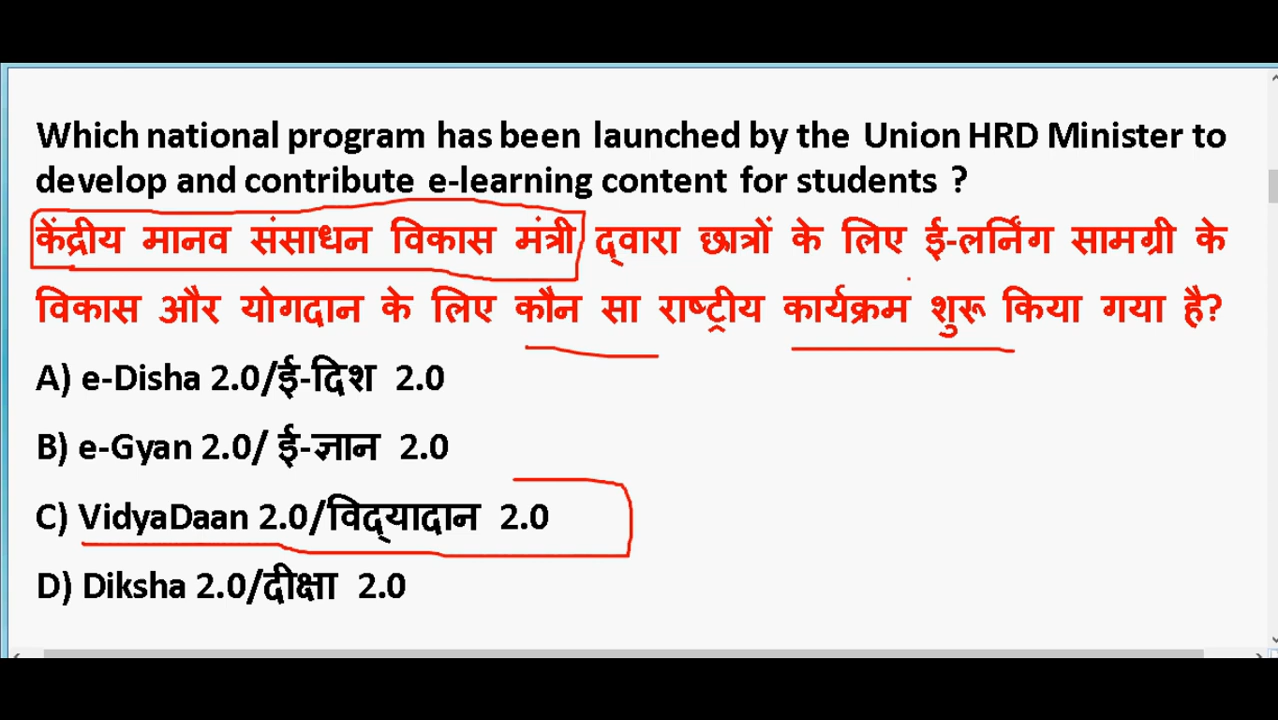 Which national program has been launched by the Union HRD Minister to
develop and contribute e-learning content for students ?
केंद्रीय मानव संसाधन विकास मंत्री द्वारा छात्रों के लिए ई-लर्निंग सामग्री के
विकास और योगदान के लिए कौन सा राष्ट्रीय कार्यक्रम शुरू किया गया है?
A) e-Disha 2.0/ई-दिश 2.0
B) e-Gyan 2.0/ ई-ज्ञान 2.0
C) VidyaDaan 2.0/विद्यादान 2.0
D) Diksha 2.0/दीक्षा 2.0